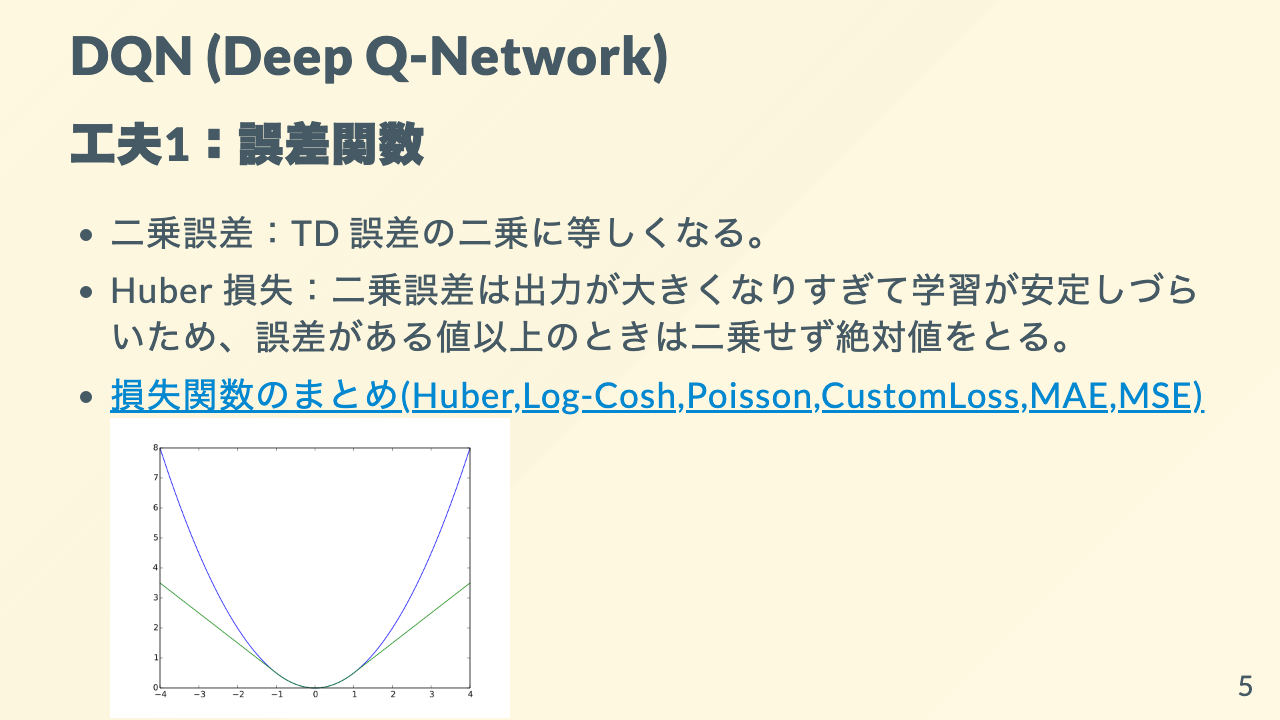 DQN (Deep Q-Network)
工夫1：誤差関数
• 二乗誤差：TD 誤差の二乗に等しくなる。
• Huber 損失：二乗誤差は出力が大きくなりすぎて学習が安定しづら
いため、誤差がある値以上のときは二乗せず絶対値をとる。
• 損失関数のまとめ(Huber,Log-Cosh,Poisson,CustomLoss,MAE,MSE)
8
7
6
5
4
3
2
1
0
−4 −3 −2 −1 0 1 2 3 4
5